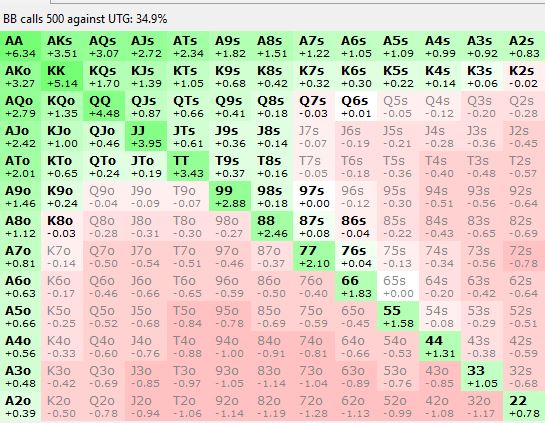 BB calls 500 against UTG: 34.9%
AA AKs AQs AJs ATs A9s A8s A7s A6s A5s A4s A3s A2s
+6.34 +3.51 +3.07 +2.72 +2.34 +1.82 +1.51 +1.22 +1.05 +1.09 +0.99 +0.92 +0.83
AKo KK KQs KJs KTs K9s K8s K7s K6s K5s K4s K3s K2s
+3.27 +5.14 +1.70 +1.39 +1.05 +0.68 +0.42 +0.32 +0.30 +0.22 +0.14 +0.06 -0.02
AQo KQo QQ QJs QTs Q9s Q8s Q7s Q6s Q5s Q4s Q3s Q2s
+2.79 +1.35 +4.48 +0.87 +0.66 +0.41 +0.18 -0.03 +0.01 -0.05 -0.12 -0.20 -0.28
AJo KJo QJo JJ JTs J9s J8s J7s J6s J5s J4s J3s J2s
+2.42 +1.00 +0.46 +3.95 +0.61 +0.36 +0.14 -0.07 -0.19 -0.21 -0.28 -0.36 -0.45
ATo KTo QTo JTo TT T9s T8s T7s T6s T5s T4s T3s T2s
+2.01 +0.65 +0.24 +0.19 +3.43 +0.37 +0.16 -0.05 -0.18 -0.36 -0.40 -0.48 -0.57
A9o K9o Q9o J9o T9o 99 98s 97s 96s 95s 94s 93s 92s
+1.46 +0.24 -0.04 -0.09 -0.07 +2.88 +0.18 +0.00 -0.12 -0.30 -0.51 -0.56 -0.64
A8o K8o Q8o J8o T8o 98o 88 87s 86s 85s 84s 83s 82s
+1.12 -0.03 -0.28 -0.31 -0.30 -0.27 +2.46 +0.08 -0.04 -0.22 -0.43 -0.65 -0.69
A7o K7o Q7o J7o T7o 97o 87o 77 76s 75s 74s 73s 72s
+0.81 -0.14 -0.50 -0.54 -0.51 -0.46 -0.37 +2.10 +0.04 -0.13 -0.34 -0.56 -0.78
A6o K6o Q6o J6o T6o 96o 86o 76o 66 65s 64s 63s 62s
+0.63 -0.17 -0.46 -0.66 -0.65 -0.59 -0.50 -0.40 +1.83 +0.00 -0.20 -0.42 -0.64
A5o K5o Q5o J5o T5o 95o 85o 75o 65o 55 54s 53s 52s
+0.66 -0.25 -0.52 -0.68 -0.84 -0.78 -0.69 -0.59 -0.45 +1.58 -0.08 -0.29 -0.51
A4o K4o Q4o J4o T4o 94o 84o 74o 64o 54o 44 43s 42s
+0.56 -0.33 -0.60 -0.76 -0.88 -1.00 -0.91 -0.81 -0.66 -0.53 +1.31 -0.38 -0.59
A3o K3o Q3o J3o T3o 93o 83o 73o 63o 53o 43o 33 32s
+0.48 -0.42 -0.69 -0.85 -0.97 -1.05 -1.14 -1.04 -0.89 -0.76 -0.85 +1.05 -0.68
A2o K2o Q2o J2o T2o 92o 82o 72o 62o 52o 42o 32o 22
+0.39 -0.50 -0.78 -0.94 -1.06 -1.14 -1.19 -1.28 -1.13 -0.99 -1.08 -1.17 +0.78